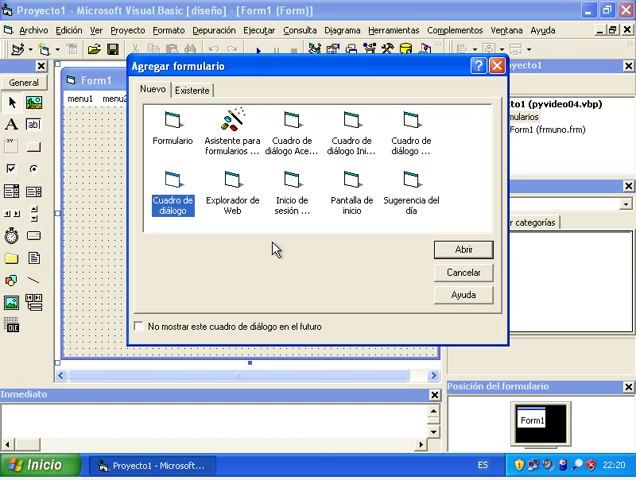 Proyecto1 - Microsoft Visual Basic [diseño] - [Form1 (Form)]
Archivo Edición Ver Proyecto Formato Depuración Ejecutar Consulta Diagrama Herramientas Complementos Ventana Ayuda
General
Form1
menu1 menu2
Agregar formulario
Nuevo Existente
Formulario
Asistente para formularios ...
Cuadro de diálogo Ace...
Cuadro de diálogo Ini...
Cuadro de diálogo ...
Cuadro de diálogo
Explorador de Web
Inicio de sesión ...
Pantalla de inicio
Sugerencia del día
Abrir
Cancelar
Ayuda
No mostrar este cuadro de diálogo en el futuro
oyecto1
cto1 (pyvideo04.vbp)
mularios
Form1 (frmuno.frm)
or categorías
Inmediato
Posición del formulario
Form1
Inicio
Proyecto1 - Microsoft...
ES
22:20